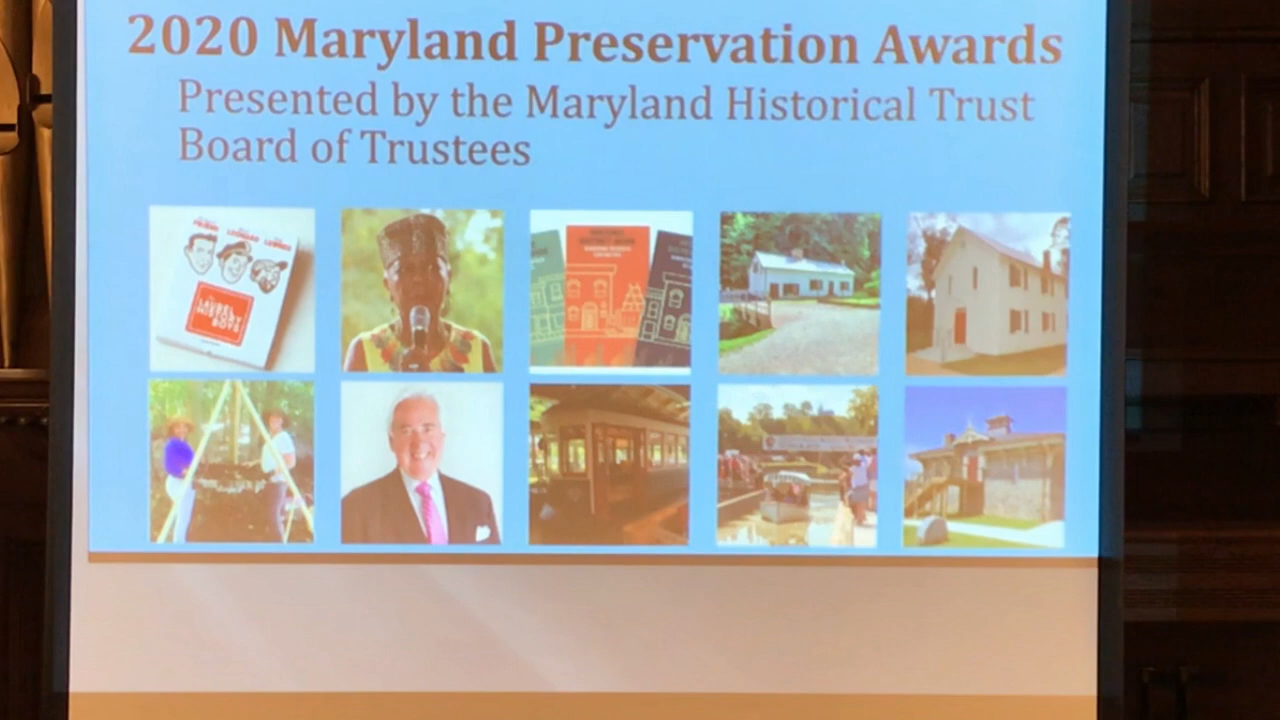 2020 Maryland Preservation Awards
Presented by the Maryland Historical Trust
Board of Trustees